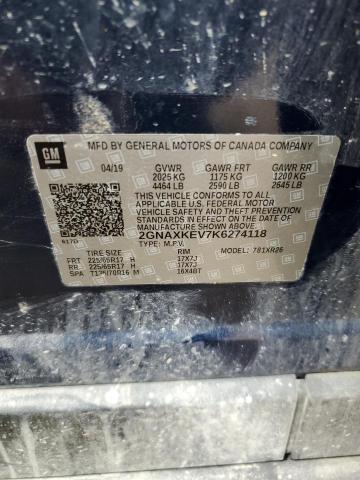 MFD BY GENERAL MOTORS OF CANADA COMPANY
GM
04/19 GVWR GAWR FRT GAWR RR
2025 KG 1175 KG 1200 KG
4464 LB 2590 LB 2645 LB
THIS VEHICLE CONFORMS TO ALL APPLICABLE U.S. FEDERAL MOTOR VEHICLE SAFETY AND THEFT PREVENTION STANDARDS IN EFFECT ON THE DATE OF MANUFACTURE SHOWN ABOVE.
2GNAXKEV7K6274118
TYPE: M.P.V. MODEL: 781XR26
TIRE SIZE RIM
FRT 225/65R17 H 17X7J
RR 225/65R17 H 17X7J
SPA T135/70R16 M 16X4BT